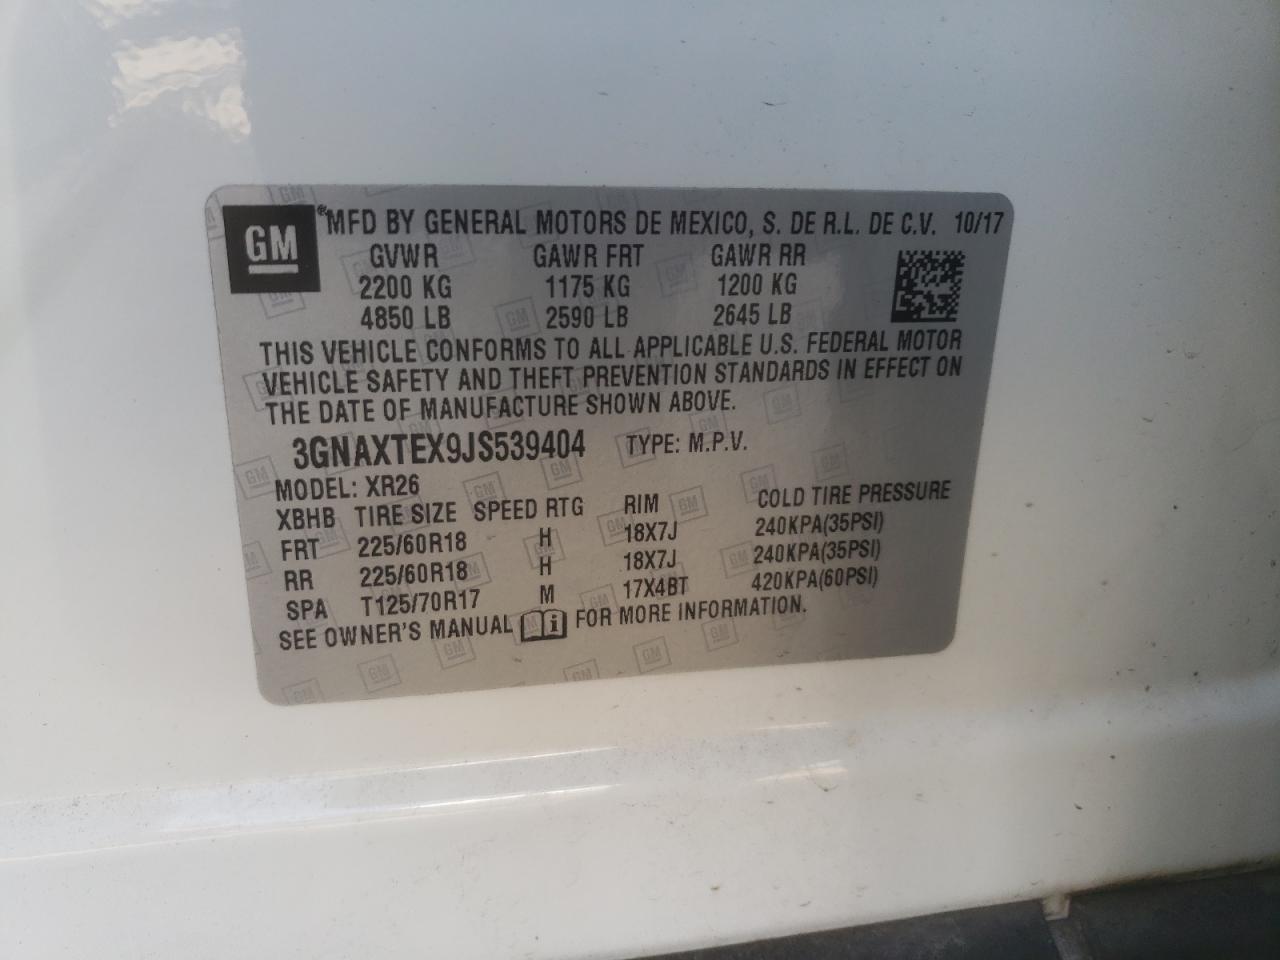 GM ® MFD BY GENERAL MOTORS DE MEXICO, S. DE R.L. DE C.V. 10/17
GVWR GAWR FRT GAWR RR
2200 KG 1175 KG 1200 KG
4850 LB 2590 LB 2645 LB
THIS VEHICLE CONFORMS TO ALL APPLICABLE U.S. FEDERAL MOTOR
VEHICLE SAFETY AND THEFT PREVENTION STANDARDS IN EFFECT ON
THE DATE OF MANUFACTURE SHOWN ABOVE.
3GNAXTEX9JS539404 TYPE: M.P.V.
MODEL: XR26
XBHB TIRE SIZE SPEED RTG RIM COLD TIRE PRESSURE
FRT 225/60R18 H 18X7J 240KPA(35PSI)
RR 225/60R18 H 18X7J 240KPA(35PSI)
SPA T125/70R17 M 17X4BT 420KPA(60PSI)
SEE OWNER'S MANUAL i FOR MORE INFORMATION.